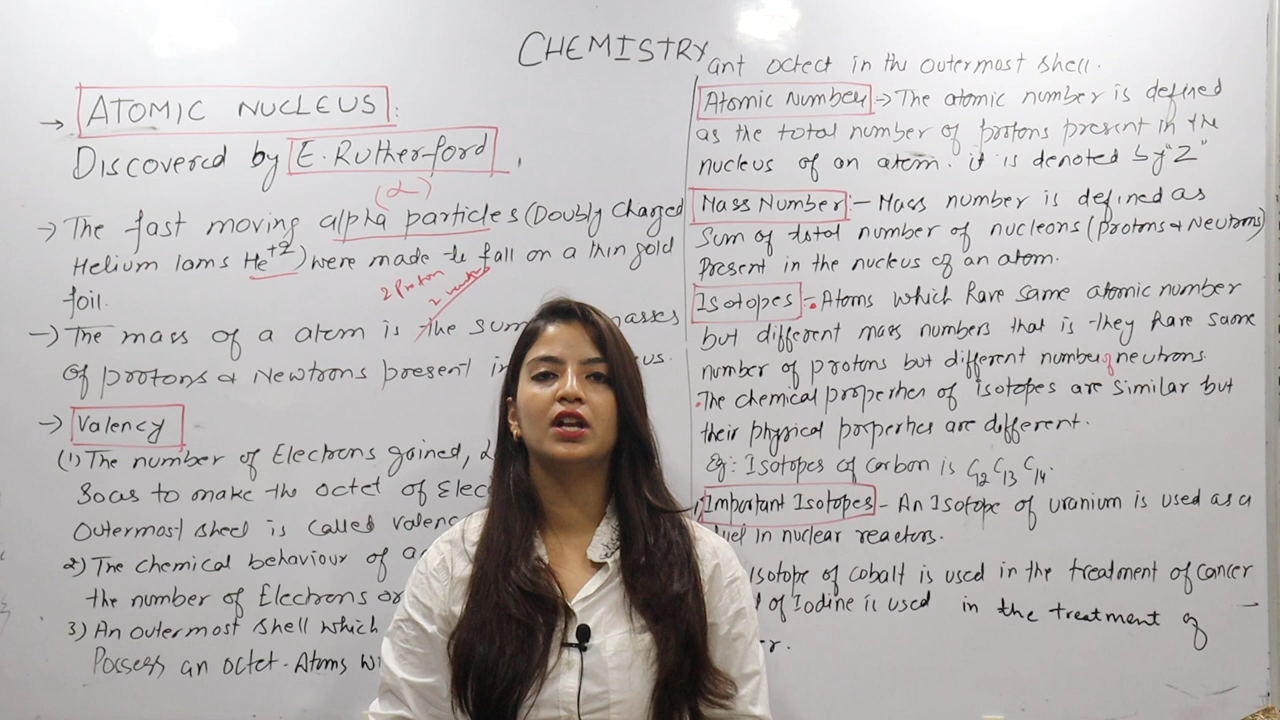 CHEMISTRY
→ ATOMIC NUCLEUS:
Discovered by E. Rutherford.
(α)
→ The fast moving alpha particles (Doubly Charged
Helium Ions He+2) were made to fall on a thin gold
foil.
2 Proton
2
→ The mass of a atom is the sum masses
of protons & Newtrons present in
→ Valency
(1) The number of Electrons gained,
so as to make the octet of Elec
Outermost shell is called valenc
2) The chemical behaviour of a
the number of Electrons or
3) An outermost shell which
Possess an octet - Atoms wi
ant octect in the outermost shell.
Atomic Number → The atomic number is defined
as the total number of protons present in the
nucleus of an atom. it is denoted by "Z"
Mass Number :- Mass number is defined as
Sum of total number of nucleons (Protons & Neutrons)
Present in the nucleus of an atom.
Isotopes :- Atoms which have same atomic number
but different mass numbers that is they have same
number of protons but different number of neutrons.
.The chemical properties of isotopes are similar but
their physical properties are different.
Eg: Isotopes of carbon is C12 C13 C14.
Important Isotopes - An Isotope of uranium is used as a
fuel in nuclear reactors.
Isotope of cobalt is used in the treatment of cancer
of Iodine is used in the treatment of